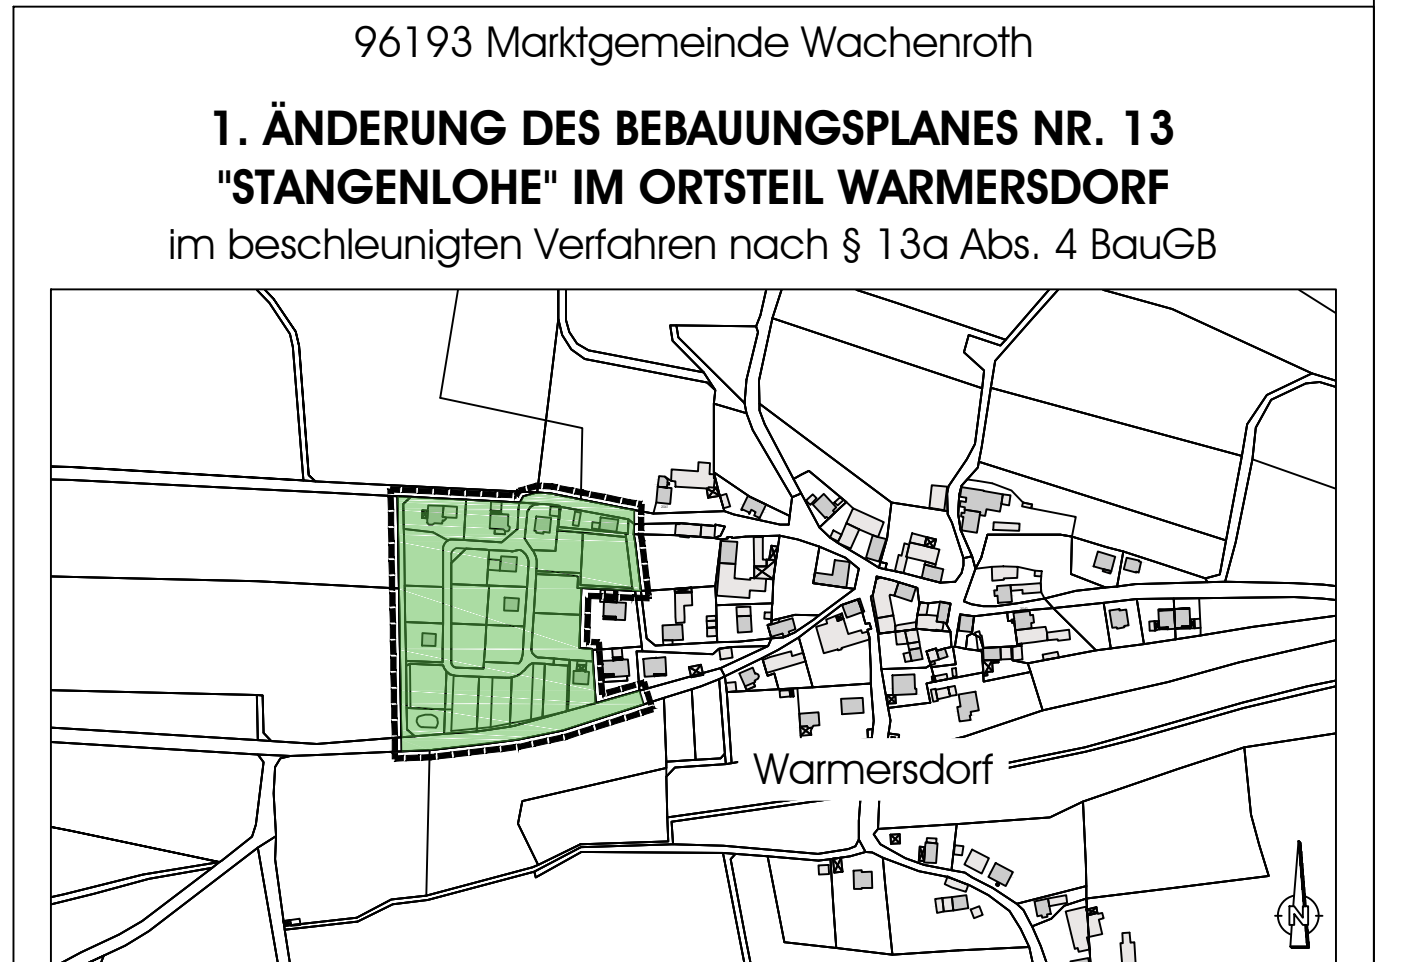 96193 Marktgemeinde Wachenroth
1. ÄNDERUNG DES BEBAUUNGSPLANES NR. 13
"STANGENLOHE" IM ORTSTEIL WARMERSDORF
im beschleunigten Verfahren nach § 13a Abs. 4 BauGB
Warmersdorf
N